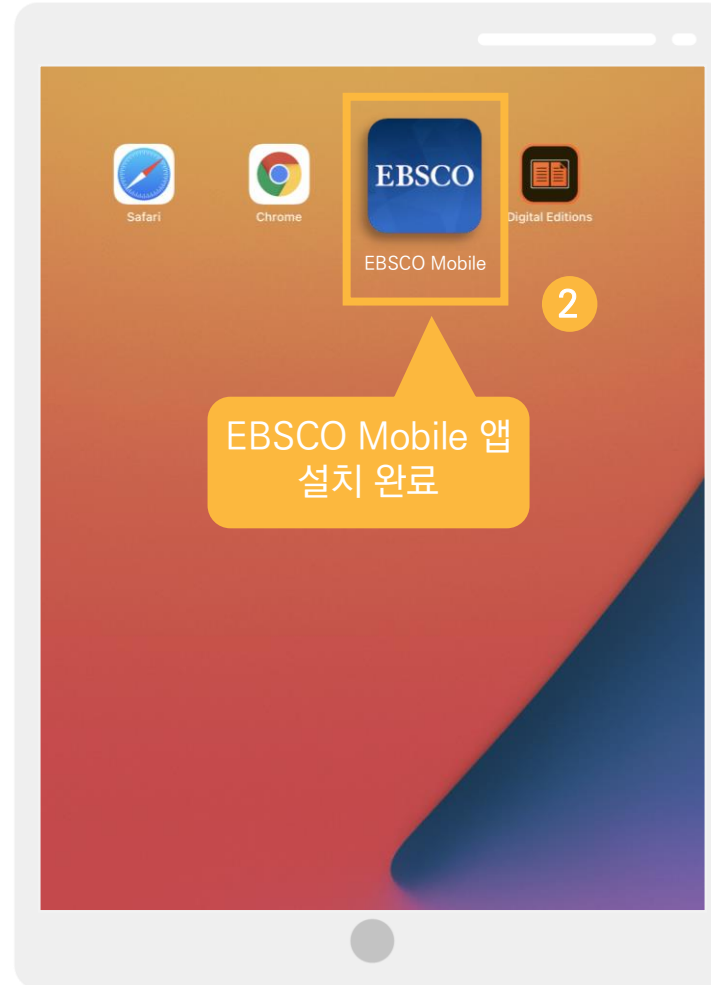 EBSCO
Safari
Chrome
EBSCO Mobile
Digital Editions
2
EBSCO Mobile 앱
설치 완료